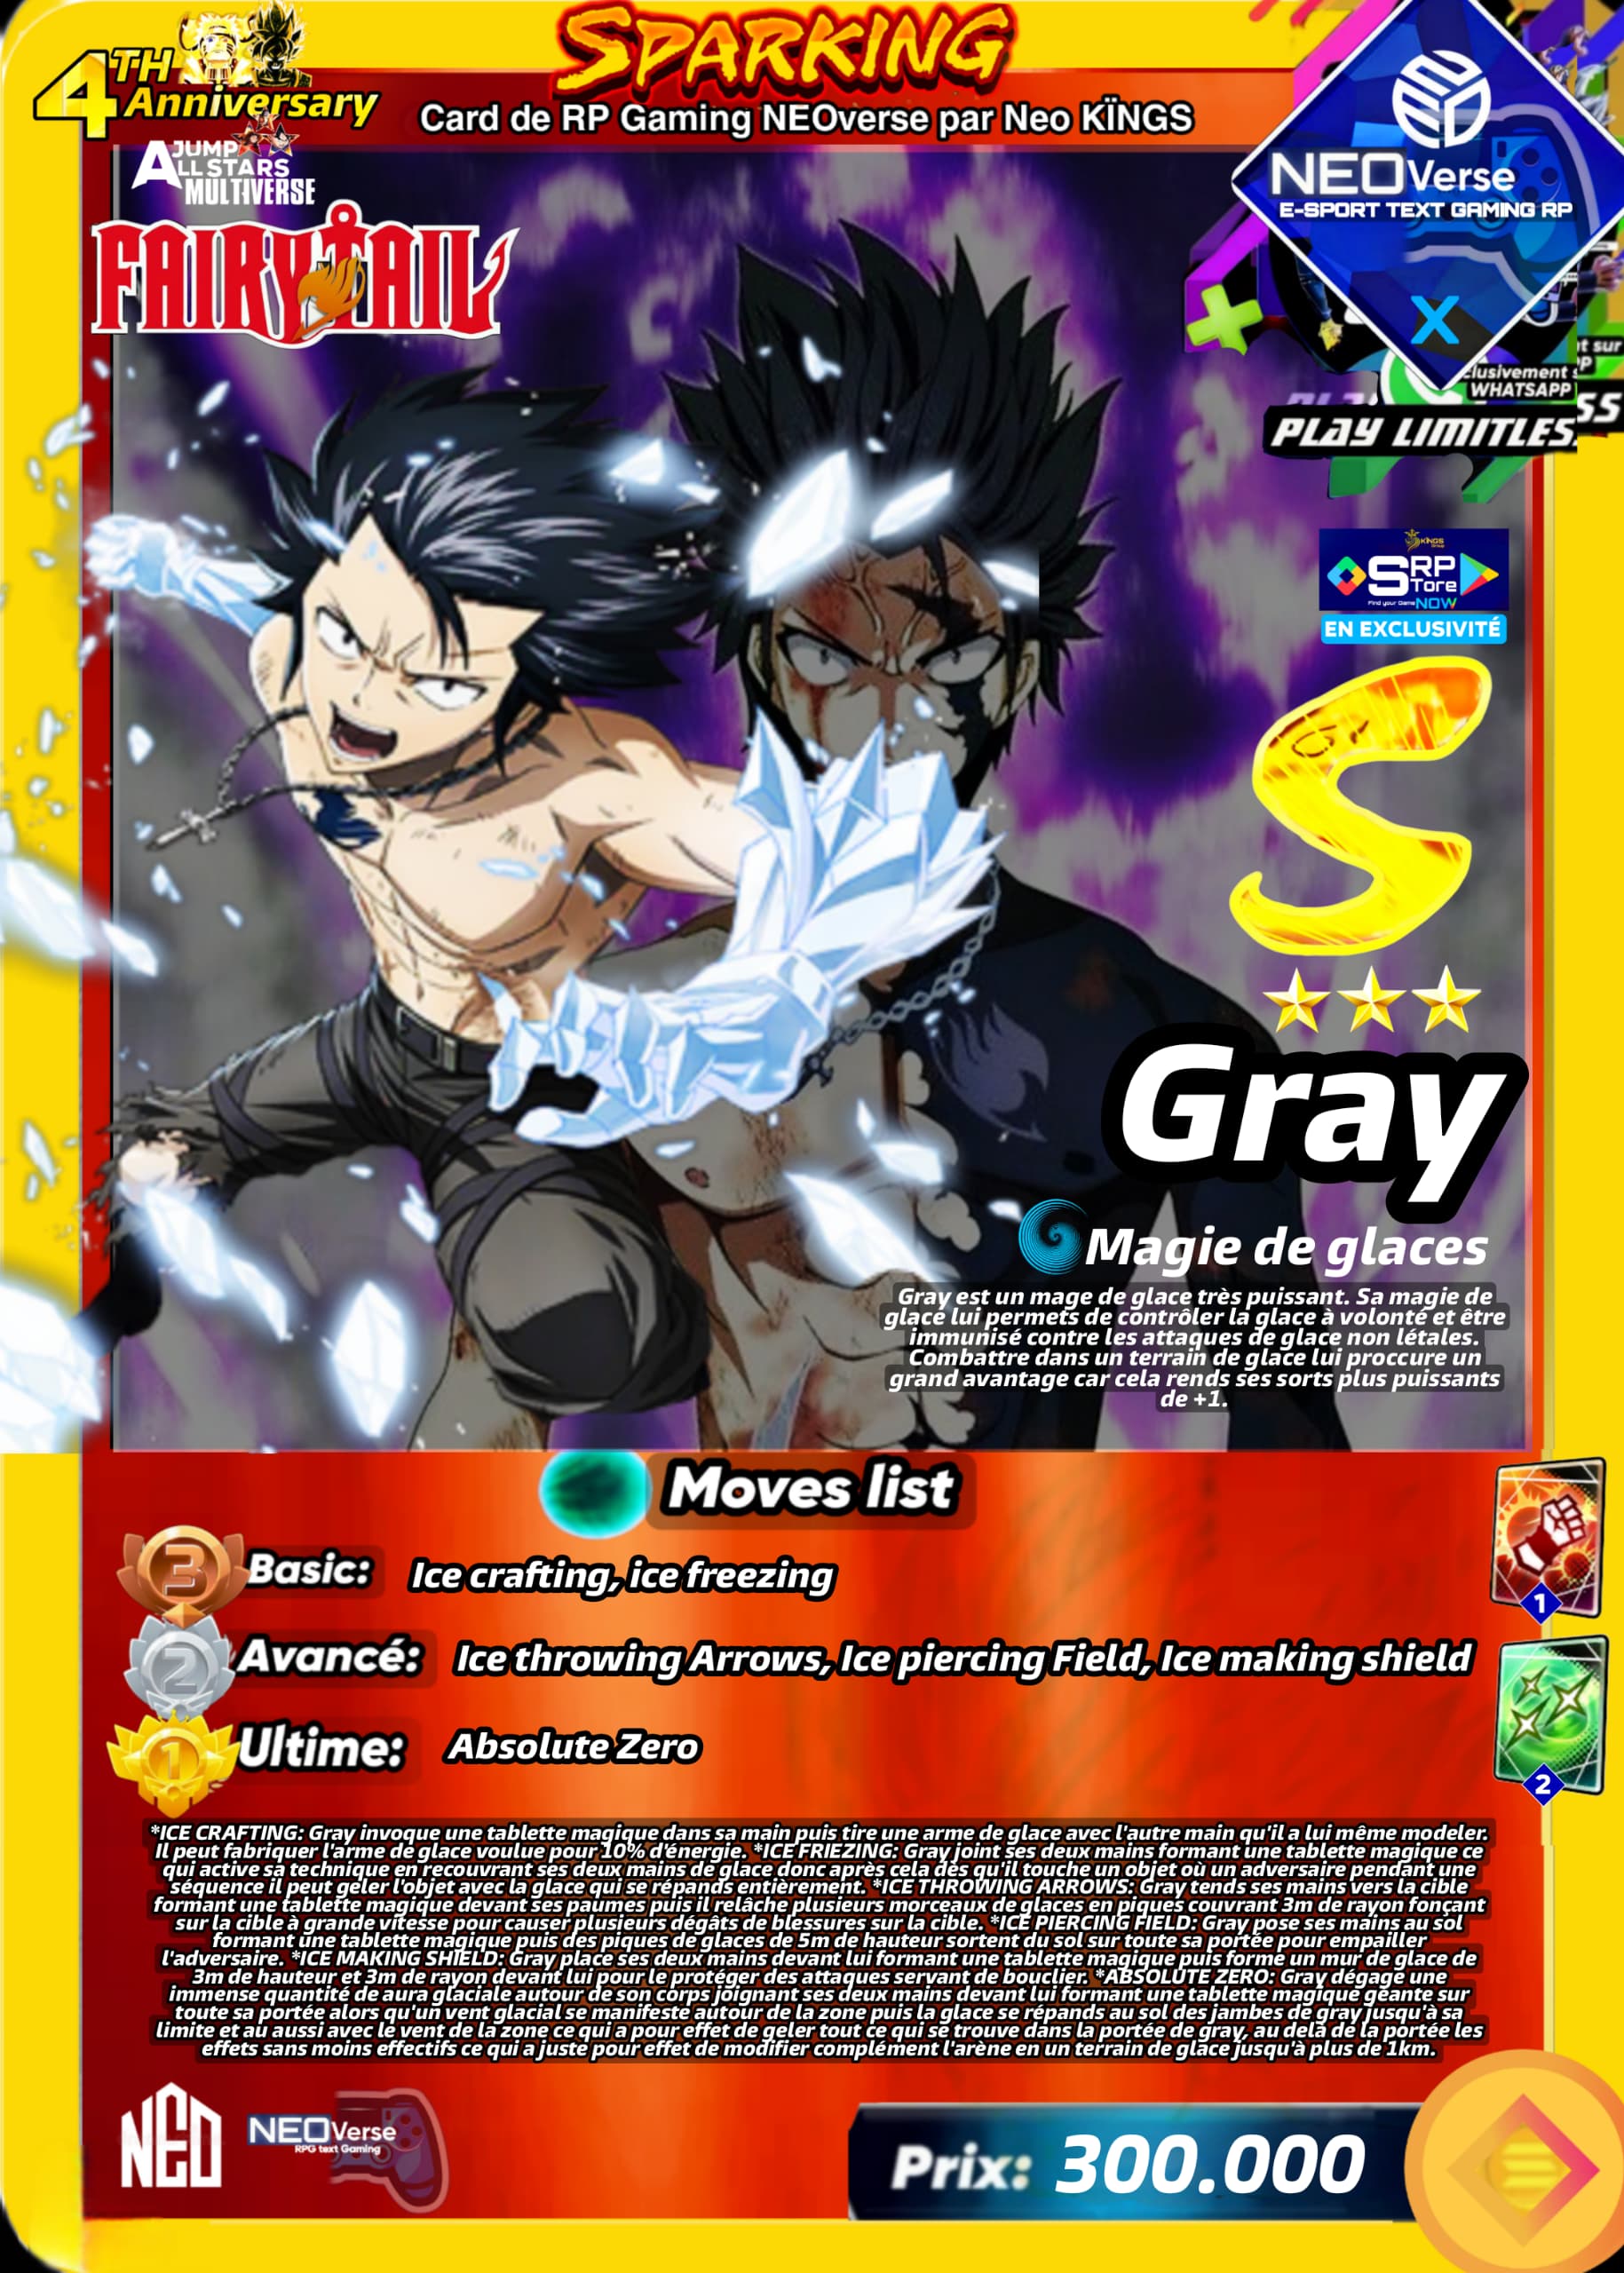 SPARKING
4TH
Anniversary
Card de RP Gaming NEOverse par Neo KÏNGS
JUMP
ALL STARS
MULTIVERSE
FAIRY TAIL
NEO Verse
E-SPORT TEXT GAMING RP
X
t sur
lusivement s
WHATSAPP
SS
PLAY LIMITLES
KÏNGS
SRP
Tore
Find your Game NOW
EN EXCLUSIVITÉ
S
Gray
Magie de glaces
Gray est un mage de glace très puissant. Sa magie de
glace lui permets de contrôler la glace à volonté et être
immunisé contre les attaques de glace non létales.
Combattre dans un terrain de glace lui proccure un
grand avantage car cela rends ses sorts plus puissants
de +1.
Moves list
3 Basic: Ice crafting, ice freezing
1
2 Avancé: Ice throwing Arrows, Ice piercing Field, Ice making shield
1 Ultime: Absolute Zero
2
*ICE CRAFTING: Gray invoque une tablette magique dans sa main puis tire une arme de glace avec l'autre main qu'il a lui même modeler.
Il peut fabriquer l'arme de glace voulue pour 10% d'énergie. *ICE FRIEZING: Gray joint ses deux mains formant une tablette magique ce
qui active sa technique en recouvrant ses deux mains de glace donc après cela dès qu'il touche un objet où un adversaire pendant une
séquence il peut geler l'objet avec la glace qui se répands entièrement. *ICE THROWING ARROWS: Gray tends ses mains vers la cible
formant une tablette magique devant ses paumes puis il relâche plusieurs morceaux de glaces en piques couvrant 3m de rayon fonçant
sur la cible à grande vitesse pour causer plusieurs dégâts de blessures sur la cible. *ICE PIERCING FIELD: Gray pose ses mains au sol
formant une tablette magique puis des piques de glaces de 5m de hauteur sortent du sol sur toute sa portée pour empailler
l'adversaire. *ICE MAKING SHIELD: Gray place ses deux mains devant lui formant une tablette magique puis forme un mur de glace de
3m de hauteur et 3m de rayon devant lui pour le protéger des attaques servant de bouclier. *ABSOLUTE ZERO: Gray dégage une
immense quantité de aura glaciale autour de son corps joignant ses deux mains devant lui formant une tablette magique géante sur
toute sa portée alors qu'un vent glacial se manifeste autour de la zone puis la glace se répands au sol des jambes de gray jusqu'à sa
limite et au aussi avec le vent de la zone ce qui a pour effet de geler tout ce qui se trouve dans la portée de gray, au delà de la portée les
effets sans moins effectifs ce qui a juste pour effet de modifier complément l'arène en un terrain de glace jusqu'à plus de 1km.
NEO
NEO Verse
RPG text Gaming
Prix: 300.000